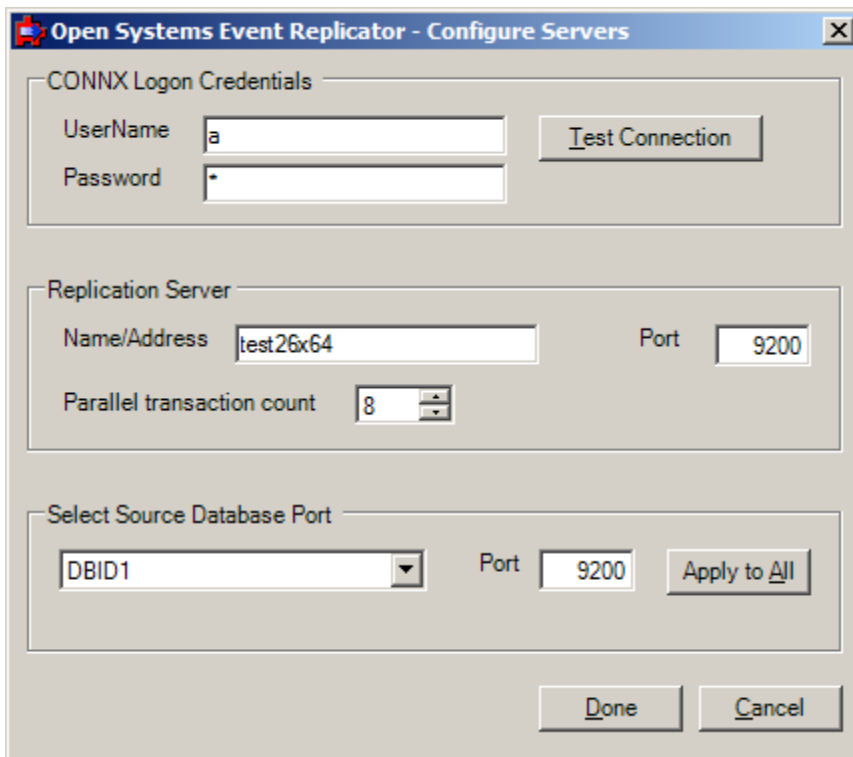 Open Systems Event Replicator - Configure Servers
CONNX Logon Credentials
UserName a Test Connection
Password *
Replication Server
Name/Address test26x64 Port 9200
Parallel transaction count 8
Select Source Database Port
DBID1 Port 9200 Apply to All
Done Cancel